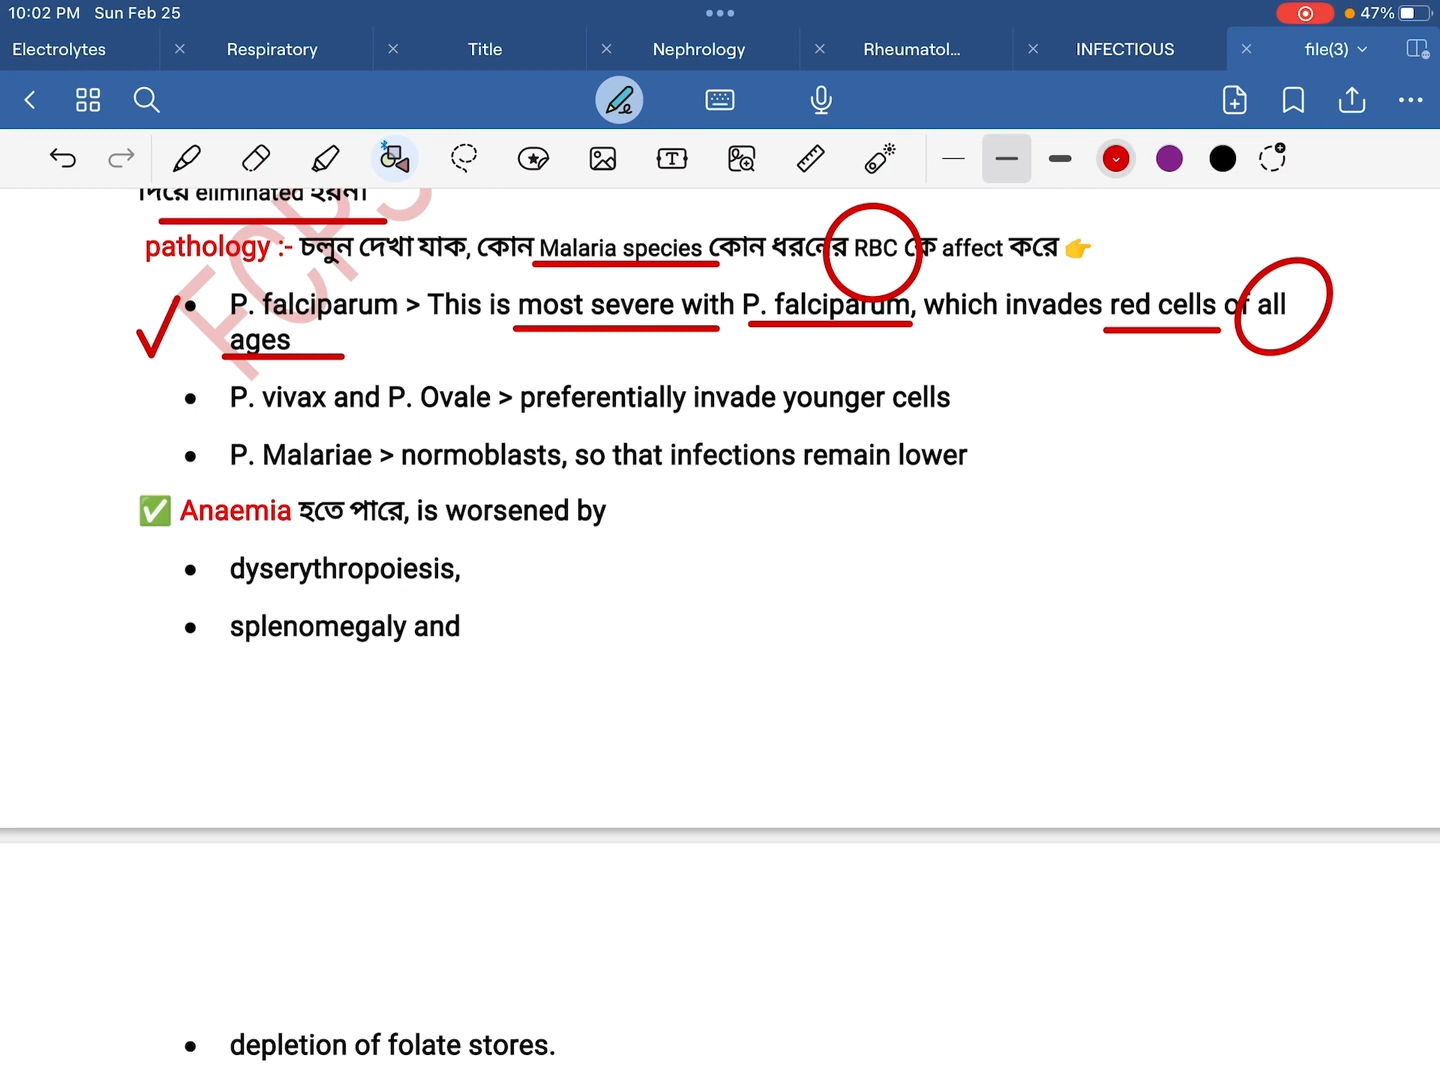 10:02 PM Sun Feb 25
47%
Electrolytes
Respiratory
Title
Nephrology
Rheumatol...
INFECTIOUS
file(3)
দিয়ে eliminated হয়না
pathology :- চলুন দেখা যাক, কোন Malaria species কোন ধরনের RBC কে affect করে 👉
• P. falciparum > This is most severe with P. falciparum, which invades red cells of all
ages
• P. vivax and P. Ovale > preferentially invade younger cells
• P. Malariae > normoblasts, so that infections remain lower
✅ Anaemia হতে পারে, is worsened by
• dyserythropoiesis,
• splenomegaly and
• depletion of folate stores.
FCPS